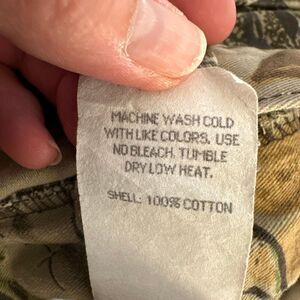 MACHINE WASH COLD
WITH LIKE COLORS. USE
NO BLEACH. TUMBLE
DRY LOW HEAT.
SHELL: 100% COTTON